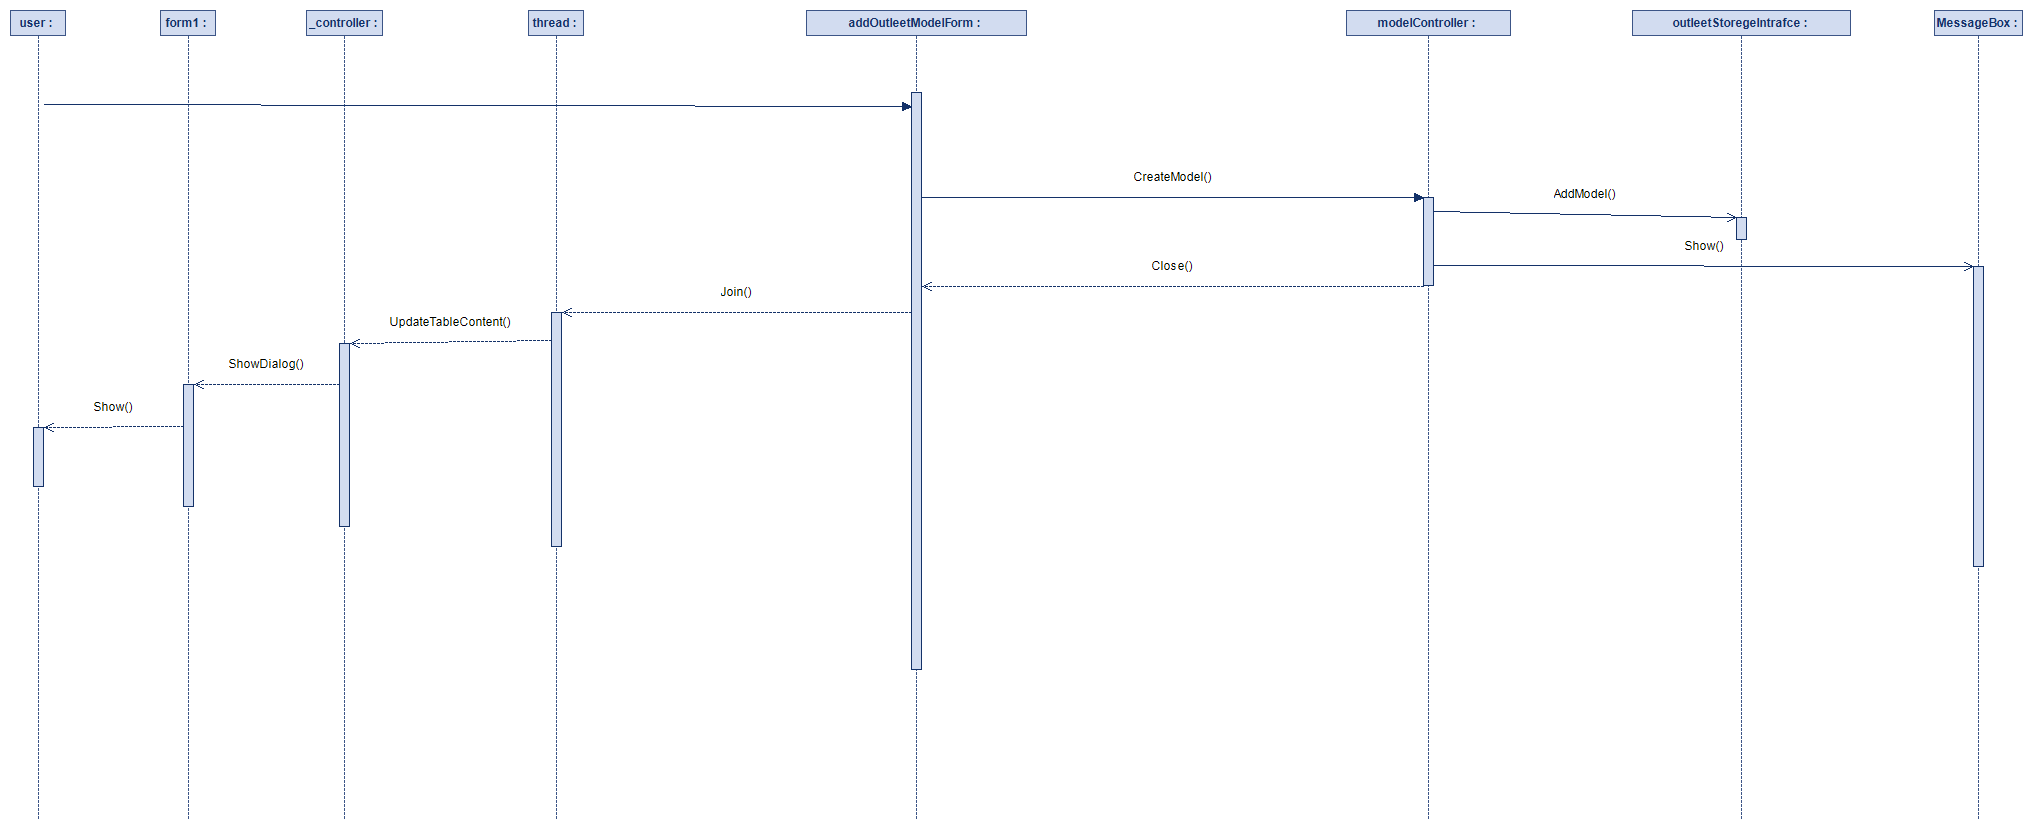 user :
form1 :
_controller :
thread :
addOutleetModelForm :
modelController :
outleetStoregeIntrafce :
MessageBox :
CreateModel()
AddModel()
Show()
Close()
Join()
UpdateTableContent()
ShowDialog()
Show()